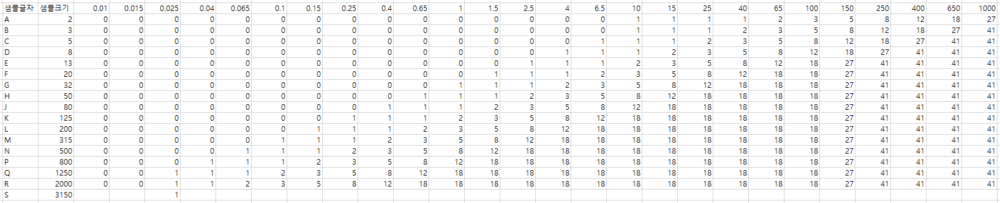 샘플글자 샘플크기 0.01 0.015 0.025 0.04 0.065 0.1 0.15 0.25 0.4 0.65 1 1.5 2.5 4 6.5 10 15 25 40 65 100 150 250 400 650 1000
A 2 0 0 0 0 0 0 0 0 0 0 0 0 0 0 0 1 1 1 1 2 3 5 8 12 18 27
B 3 0 0 0 0 0 0 0 0 0 0 0 0 0 0 0 1 1 1 2 3 5 8 12 18 27 41
C 5 0 0 0 0 0 0 0 0 0 0 0 0 0 0 1 1 1 2 3 5 8 12 18 27 41 41
D 8 0 0 0 0 0 0 0 0 0 0 0 0 0 1 1 1 2 3 5 8 12 18 27 41 41 41
E 13 0 0 0 0 0 0 0 0 0 0 0 0 1 1 1 2 3 5 8 12 18 27 41 41 41 41
F 20 0 0 0 0 0 0 0 0 0 0 0 1 1 1 2 3 5 8 12 18 18 27 41 41 41 41
G 32 0 0 0 0 0 0 0 0 0 0 1 1 1 2 3 5 8 12 18 18 18 27 41 41 41 41
H 50 0 0 0 0 0 0 0 0 0 1 1 1 2 3 5 8 12 18 18 18 18 27 41 41 41 41
J 80 0 0 0 0 0 0 0 0 1 1 1 2 3 5 8 12 18 18 18 18 18 27 41 41 41 41
K 125 0 0 0 0 0 0 0 1 1 1 2 3 5 8 12 18 18 18 18 18 18 27 41 41 41 41
L 200 0 0 0 0 0 0 1 1 1 2 3 5 8 12 18 18 18 18 18 18 18 27 41 41 41 41
M 315 0 0 0 0 0 1 1 1 2 3 5 8 12 18 18 18 18 18 18 18 18 27 41 41 41 41
N 500 0 0 0 0 1 1 1 2 3 5 8 12 18 18 18 18 18 18 18 18 18 27 41 41 41 41
P 800 0 0 0 1 1 1 2 3 5 8 12 18 18 18 18 18 18 18 18 18 18 27 41 41 41 41
Q 1250 0 0 1 1 1 2 3 5 8 12 18 18 18 18 18 18 18 18 18 18 18 27 41 41 41 41
R 2000 0 0 1 1 2 3 5 8 12 18 18 18 18 18 18 18 18 18 18 18 18 27 41 41 41 41
S 3150 1